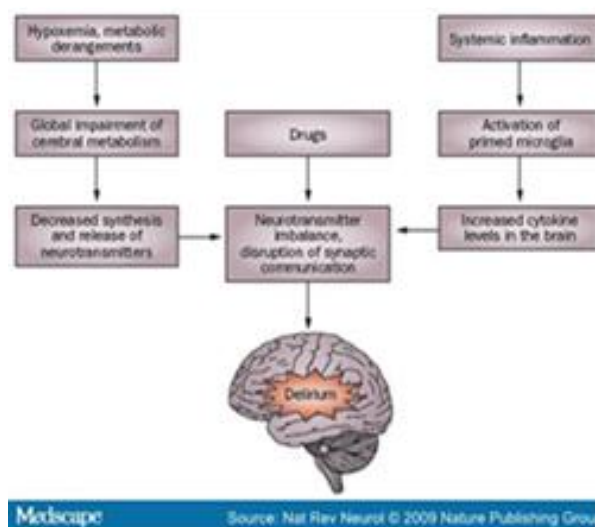 Hypoxemia, metabolic
derangements
Systemic inflammation
Global impairment of
cerebral metabolism
Drugs
Activation of
primed microglia
Decreased synthesis
and release of
neurotransmitters
Neurotransmitter
imbalance,
disruption of synaptic
communication
Increased cytokine
levels in the brain
Delirium
Medscape
Source: Nat Rev Neurol © 2009 Nature Publishing Grou